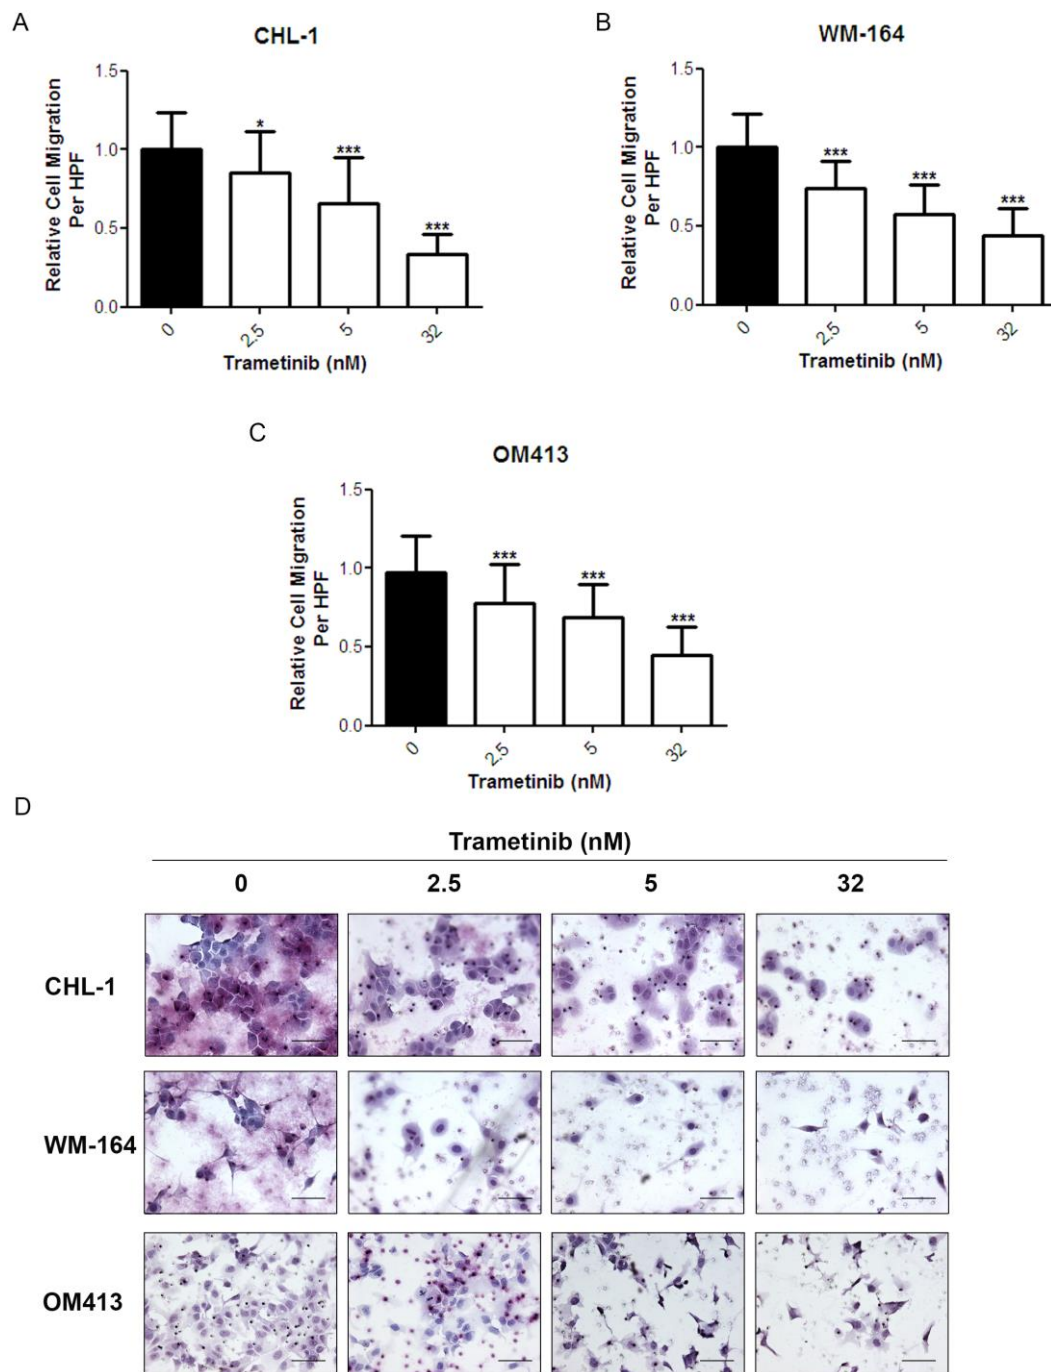 A
CHL-1
Relative Cell Migration
Per HPF
1.5
1.0
0.5
0.0
*
***
***
0
2.5
5
32
Trametinib (nM)
B
WM-164
Relative Cell Migration
Per HPF
1.5
1.0
0.5
0.0
***
***
***
0
2.5
5
32
Trametinib (nM)
C
OM413
Relative Cell Migration
Per HPF
1.5
1.0
0.5
0.0
***
***
***
0
2.5
5
32
Trametinib (nM)
D
Trametinib (nM)
0 2.5 5 32
CHL-1
WM-164
OM413